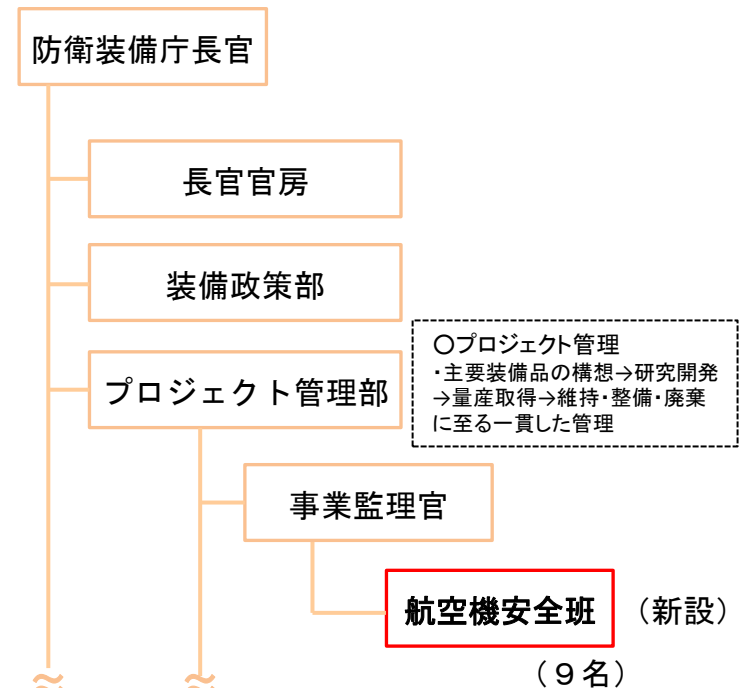 防衛装備庁長官
長官官房
装備政策部
プロジェクト管理部
〇プロジェクト管理
・主要装備品の構想→研究開発
→量産取得→維持・整備・廃棄
に至る一貫した管理
事業監理官
航空機安全班
（新設）
（９名）